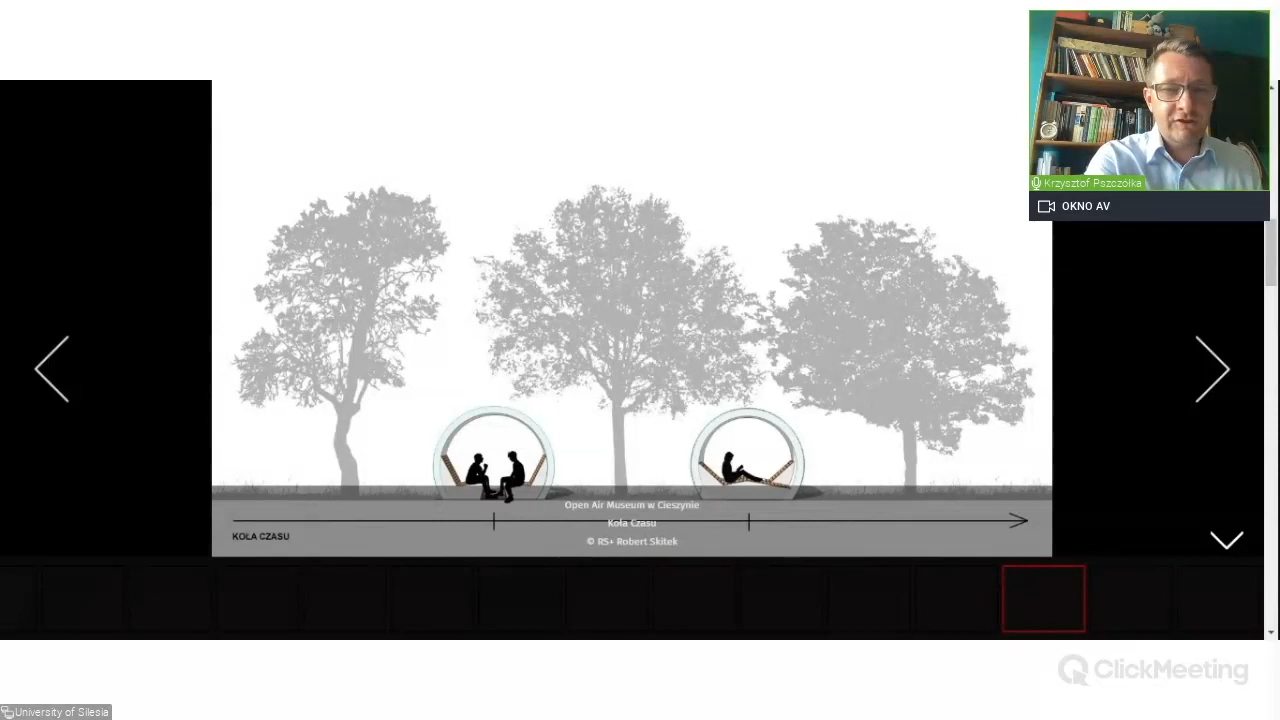 Krzysztof Pszczółka
OKNO AV
Open Air Museum w Cieszynie
Koła Czasu
© RS+ Robert Skitek
KOŁA CZASU
ClickMeeting
University of Silesia